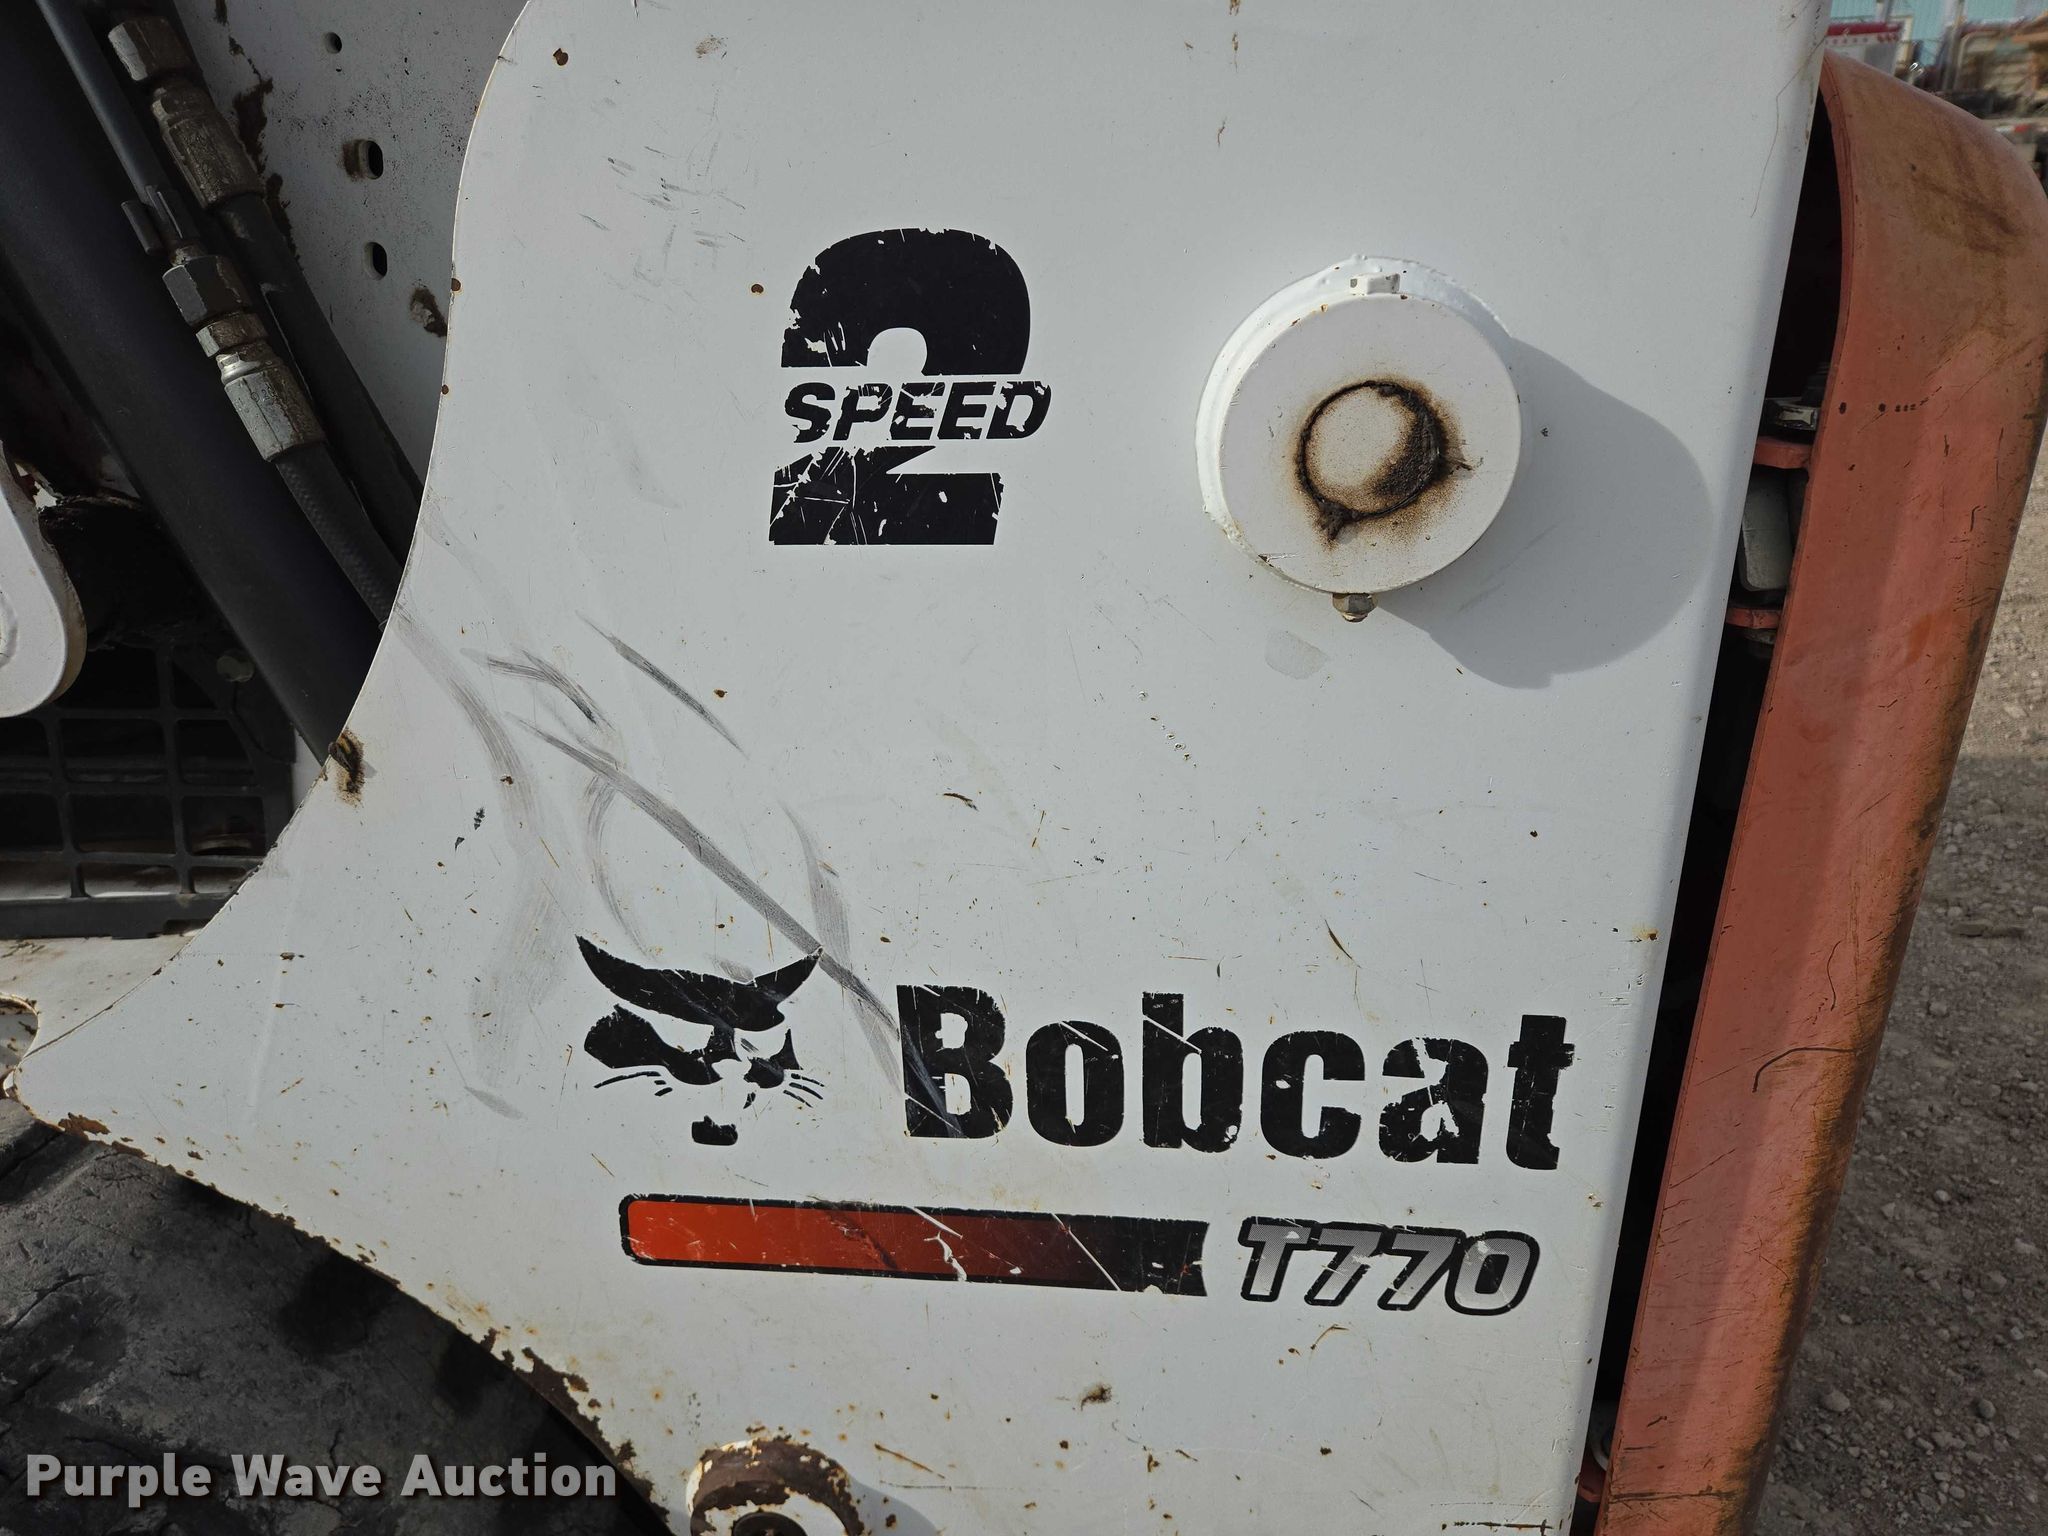 2
SPEED
Bobcat
T770
Purple Wave Auction